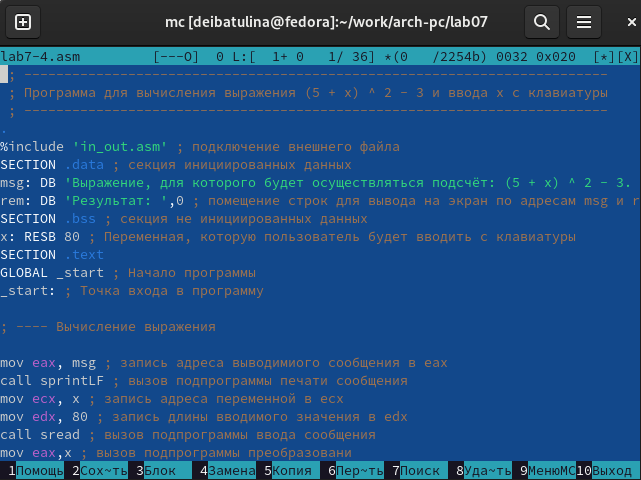 mc [deibatulina@fedora]:~/work/arch-pc/lab07
lab7-4.asm [---O] 0 L:[ 1+ 0 1/ 36] *(0 /2254b) 0032 0x020 [*][X]
; -------------------------------------------------------------------------
; Программа для вычисления выражения (5 + x) ^ 2 - 3 и ввода x с клавиатуры
; -------------------------------------------------------------------------
.
%include 'in_out.asm' ; подключение внешнего файла
SECTION .data ; секция инициированных данных
msg: DB 'Выражение, для которого будет осуществляться подсчёт: (5 + x) ^ 2 - 3.
rem: DB 'Результат: ',0 ; помещение строк для вывода на экран по адресам msg и r
SECTION .bss ; секция не инициированных данных
x: RESB 80 ; Переменная, которую пользователь будет вводить с клавиатуры
SECTION .text
GLOBAL _start ; Начало программы
_start: ; Точка входа в программу
; ---- Вычисление выражения
mov eax, msg ; запись адреса выводимиого сообщения в eax
call sprintLF ; вызов подпрограммы печати сообщения
mov ecx, x ; запись адреса переменной в ecx
mov edx, 80 ; запись длины вводимого значения в edx
call sread ; вызов подпрограммы ввода сообщения
mov eax,x ; вызов подпрограммы преобразовани
1Помощь 2Сох~ть 3Блок 4Замена 5Копия 6Пер~ть 7Поиск 8Уда~ть 9МенюMC 10Выход